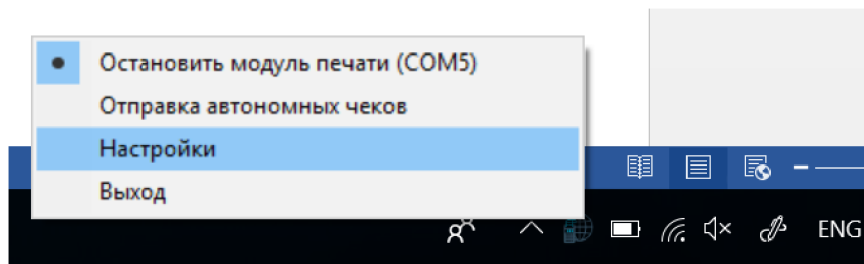 Остановить модуль печати (COM5)
Отправка автономных чеков
Настройки
Выход
ENG